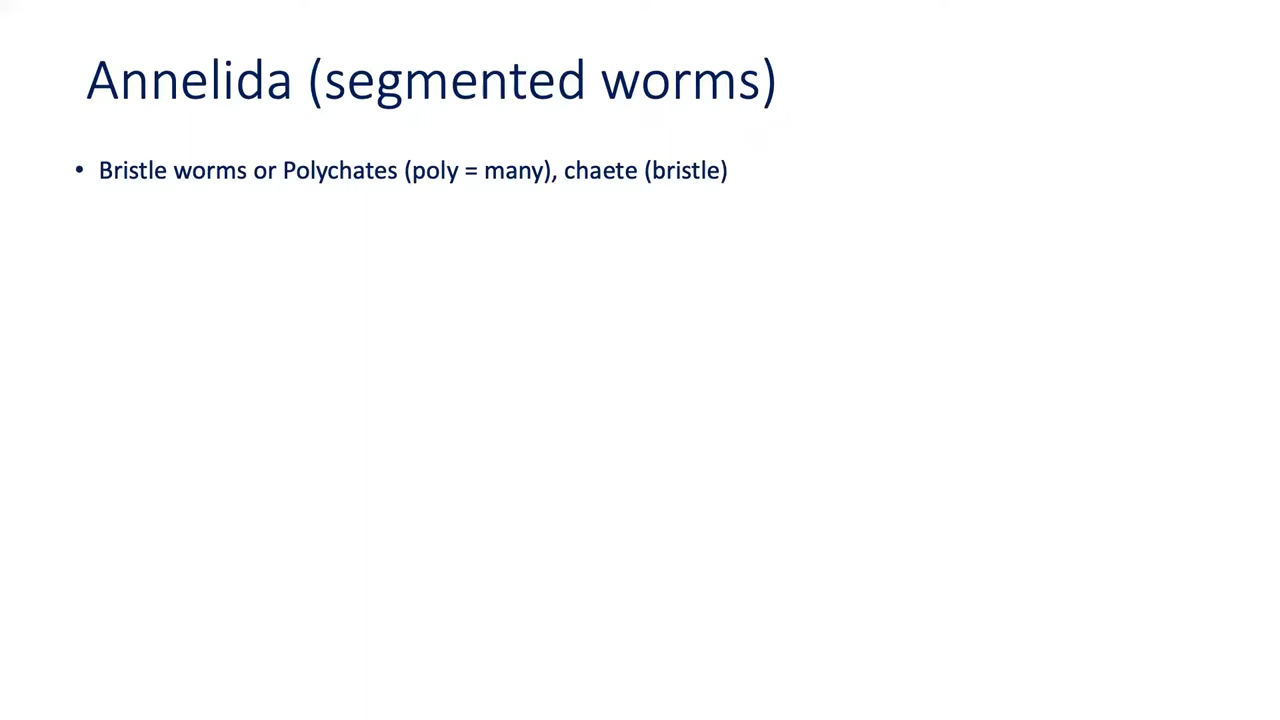 Annelida (segmented worms)
• Bristle worms or Polychates (poly = many), chaete (bristle)